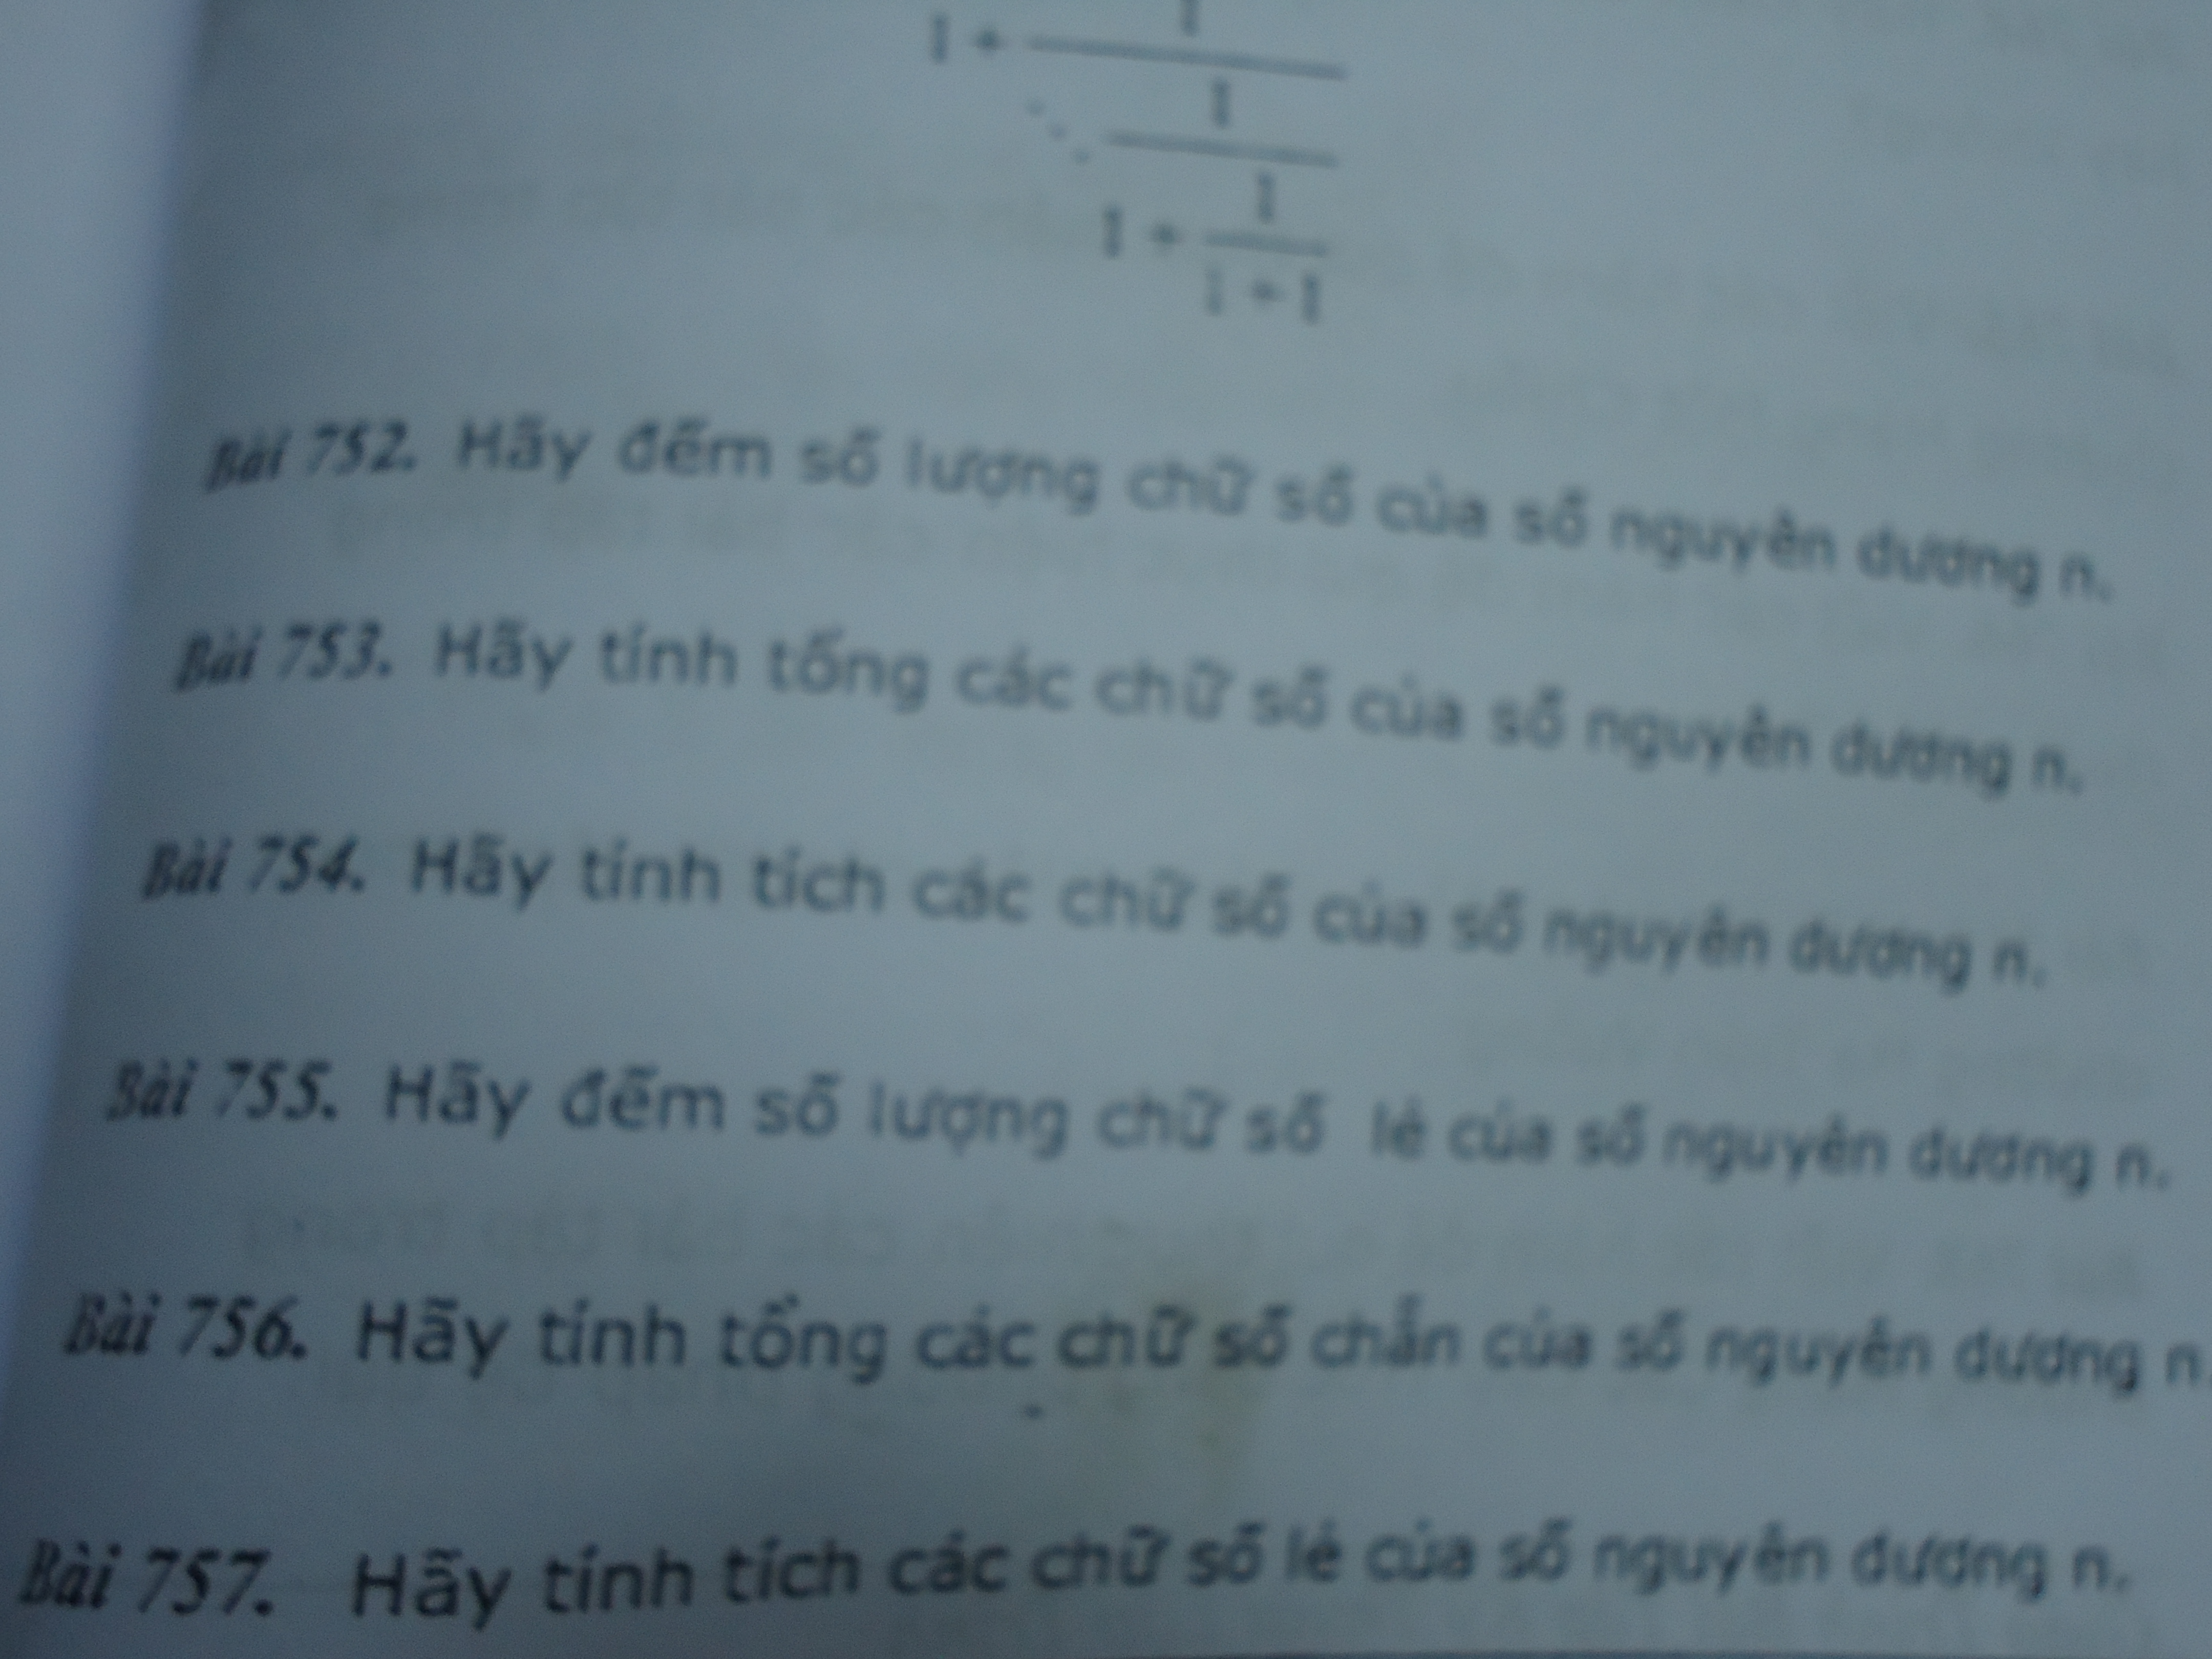 1
1 +
1
⋱
1
1 +
1 + 1
Bài 752. Hãy đếm số lượng chữ số của số nguyên dương n.
Bài 753. Hãy tính tổng các chữ số của số nguyên dương n.
Bài 754. Hãy tính tích các chữ số của số nguyên dương n.
Bài 755. Hãy đếm số lượng chữ số lẻ của số nguyên dương n.
Bài 756. Hãy tính tổng các chữ số chẵn của số nguyên dương n.
Bài 757. Hãy tính tích các chữ số lẻ của số nguyên dương n.